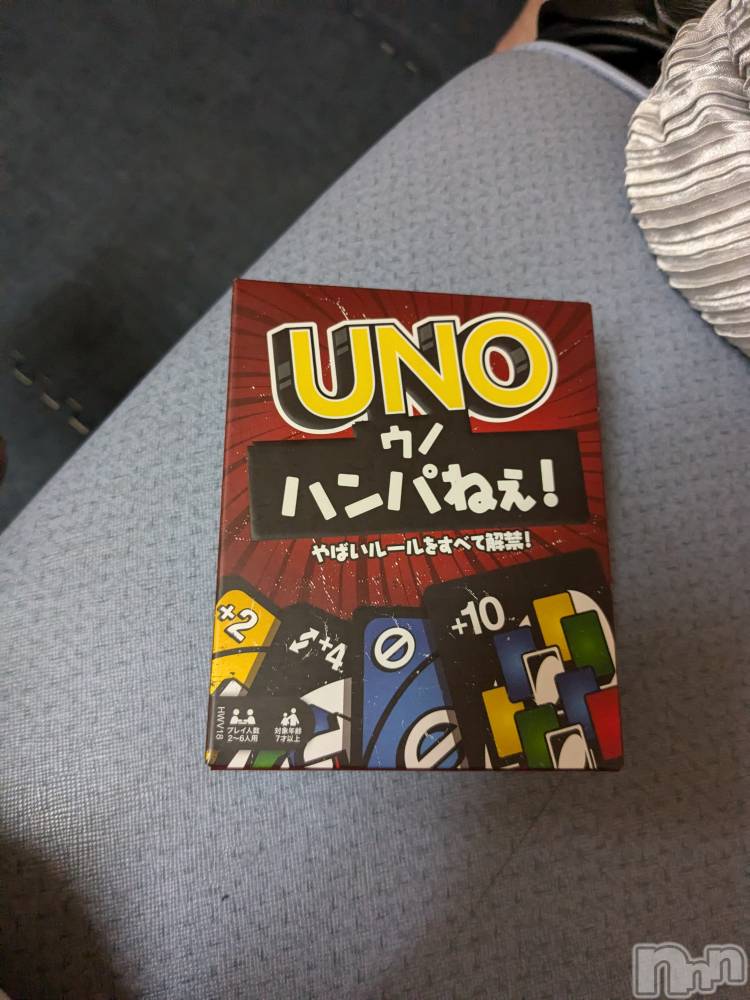 UNO
ウノ
ハンパねぇ!
やばいルールをすべて解禁!
×2
+4
+10
HWV18
プレイ人数
2〜6人用
対象年齢
7才以上
nnn